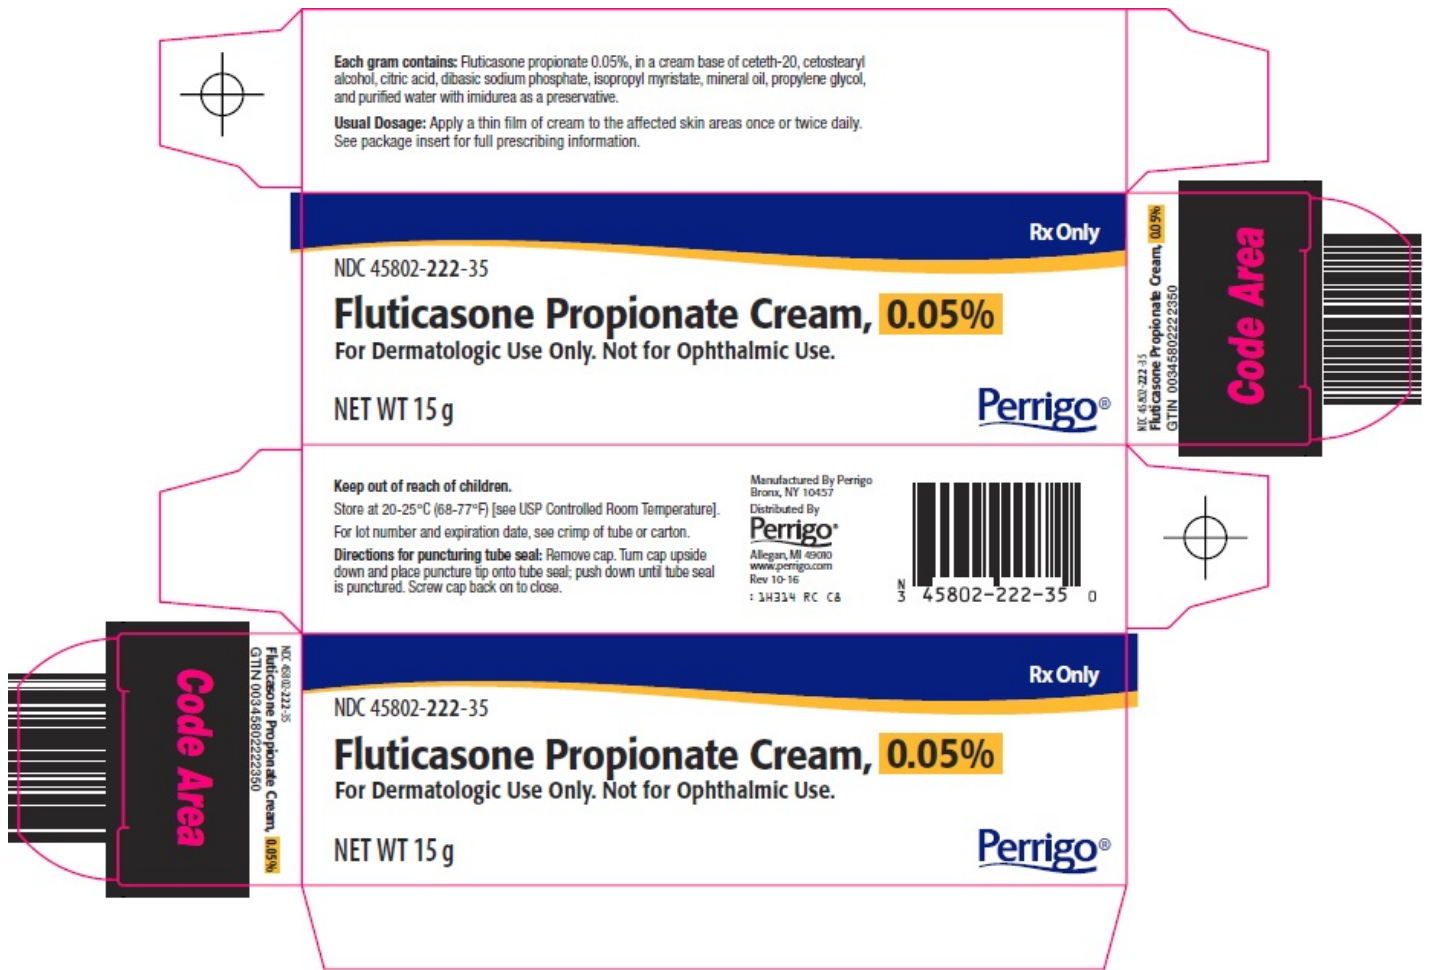 Each gram contains: Fluticasone propionate 0.05%, in a cream base of ceteth-20, cetostearyl
alcohol, citric acid, dibasic sodium phosphate, isopropyl myristate, mineral oil, propylene glycol,
and purified water with imidurea as a preservative.
Usual Dosage: Apply a thin film of cream to the affected skin areas once or twice daily.
See package insert for full prescribing information.
Rx Only
NDC 45802-222-35
Fluticasone Propionate Cream, 0.05%
For Dermatologic Use Only. Not for Ophthalmic Use.
NET WT 15 g
Perrigo®
NDC 45802-222-35
Fluticasone Propionate Cream, 0.05%
GTIN 00345802222350
Code Area
Keep out of reach of children.
Store at 20-25°C (68-77°F) [see USP Controlled Room Temperature].
For lot number and expiration date, see crimp of tube or carton.
Directions for puncturing tube seal: Remove cap. Turn cap upside
down and place puncture tip onto tube seal; push down until tube seal
is punctured. Screw cap back on to close.
Manufactured By Perrigo
Bronx, NY 10457
Distributed By
Perrigo®
Allegan, MI 49010
www.perrigo.com
Rev 10-16
: 1H314 RC C8
N
3 45802-222-35 0
NDC 45802-222-35
Fluticasone Propionate Cream, 0.05%
GTIN 00345802222350
Code Area
Rx Only
NDC 45802-222-35
Fluticasone Propionate Cream, 0.05%
For Dermatologic Use Only. Not for Ophthalmic Use.
NET WT 15 g
Perrigo®